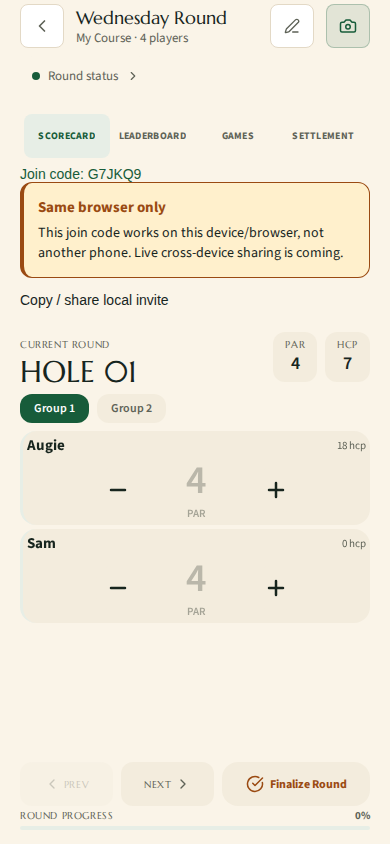 Wednesday Round
My Course · 4 players
Round status
SCORECARD LEADERBOARD GAMES SETTLEMENT
Join code: G7JKQ9
Same browser only
This join code works on this device/browser, not
another phone. Live cross-device sharing is coming.
Copy / share local invite
CURRENT ROUND
HOLE 01
PAR
4
HCP
7
Group 1 Group 2
Augie 18 hcp
− 4 +
PAR
Sam 0 hcp
− 4 +
PAR
PREV NEXT Finalize Round
ROUND PROGRESS 0%